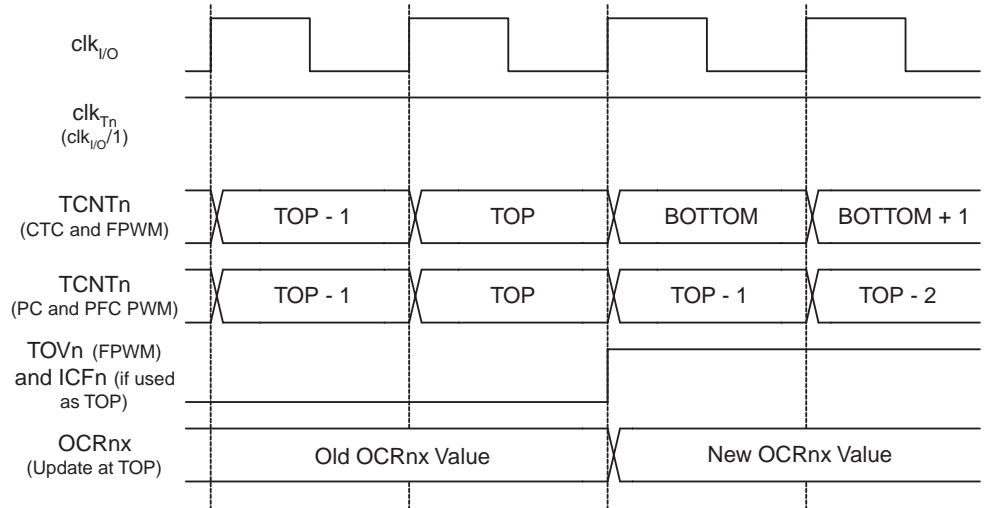 clkI/O
clkTn
(clkI/O/1)
TCNTn
(CTC and FPWM)
TOP - 1
TOP
BOTTOM
BOTTOM + 1
TCNTn
(PC and PFC PWM)
TOP - 1
TOP
TOP - 1
TOP - 2
TOVn (FPWM)
and ICFn (if used
as TOP)
OCRnx
(Update at TOP)
Old OCRnx Value
New OCRnx Value